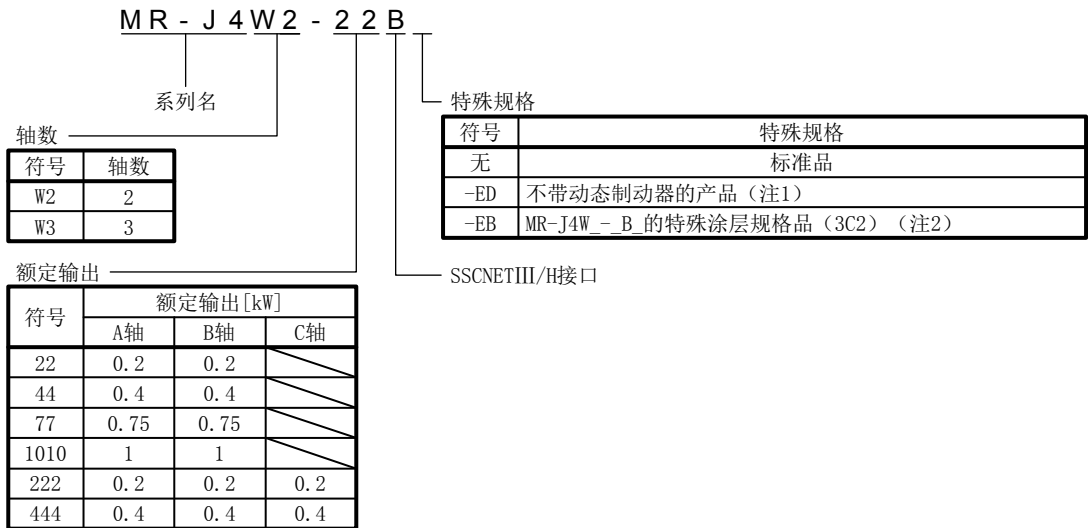 MR-J4W2-22B
系列名
轴数
符号 轴数
W2 2
W3 3
额定输出
符号 额定输出[kW]
A轴 B轴 C轴
22 0.2 0.2
44 0.4 0.4
77 0.75 0.75
1010 1 1
222 0.2 0.2 0.2
444 0.4 0.4 0.4
特殊规格
符号 特殊规格
无 标准品
-ED 不带动态制动器的产品（注1）
-EB MR-J4W_-_B_的特殊涂层规格品（3C2）（注2）
SSCNETⅢ/H接口